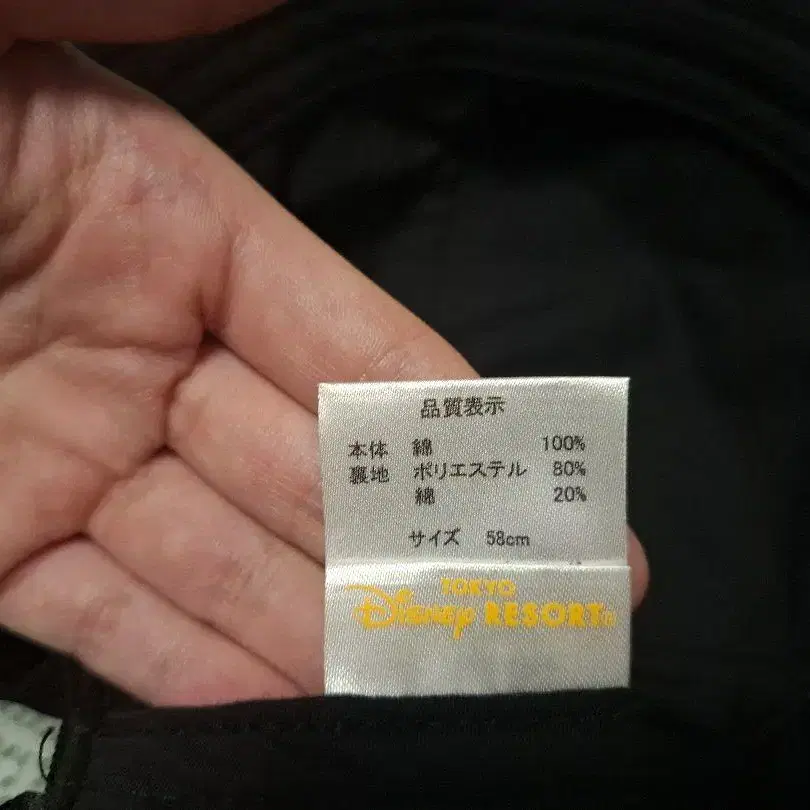 品質表示
本体 綿 100%
裏地 ポリエステル 80%
綿 20%
サイズ 58cm
TOKYO
Disney RESORT®